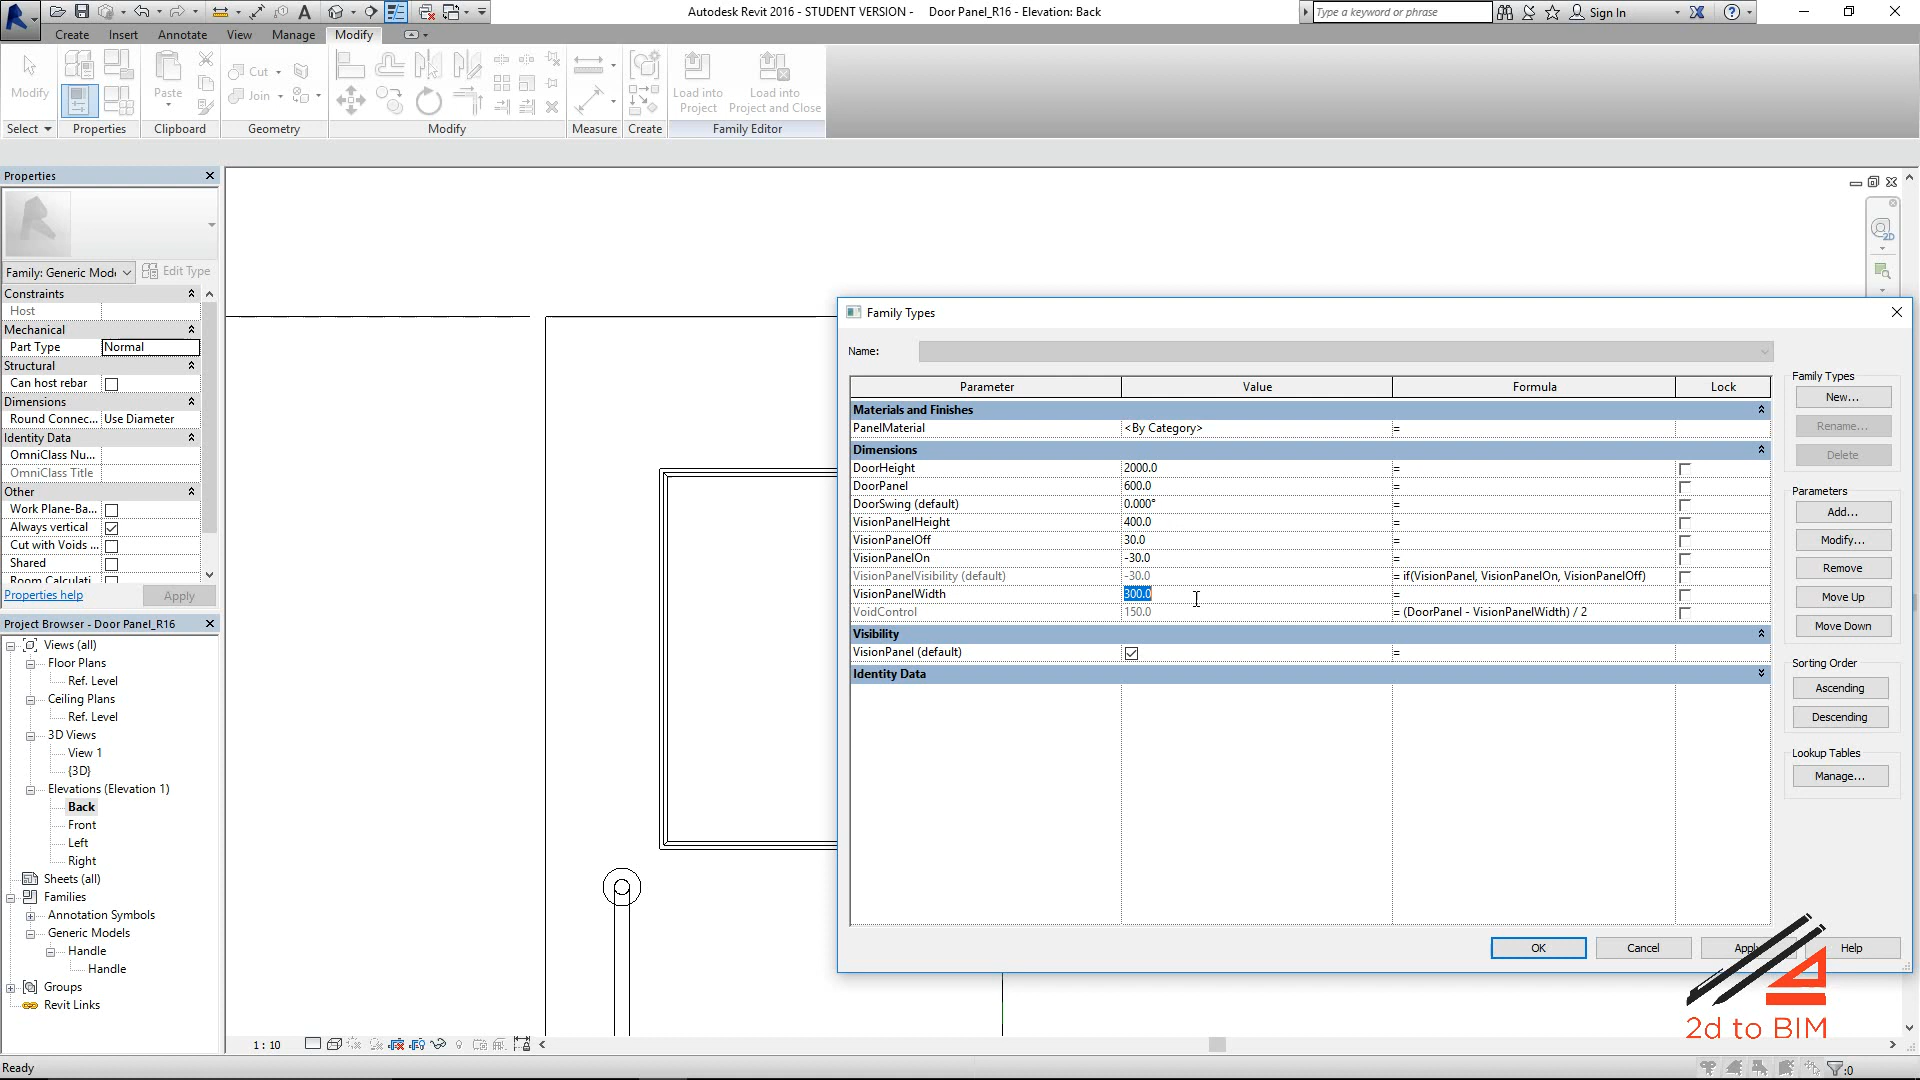 Autodesk Revit 2016 - STUDENT VERSION - Door Panel_R16 - Elevation: Back
Type a keyword or phrase
Sign In
Create Insert Annotate View Manage Modify
Modify
Paste
Cut
Join
Load into Project
Load into Project and Close
Select Properties Clipboard Geometry Modify Measure Create Family Editor
Properties
Family: Generic Mod
Edit Type
Constraints
Host
Mechanical
Part Type Normal
Structural
Can host rebar
Dimensions
Round Connec... Use Diameter
Identity Data
OmniClass Nu...
OmniClass Title
Other
Work Plane-Ba...
Always vertical
Cut with Voids ...
Shared
Room Calculati
Properties help Apply
Project Browser - Door Panel_R16
Views (all)
Floor Plans
Ref. Level
Ceiling Plans
Ref. Level
3D Views
View 1
{3D}
Elevations (Elevation 1)
Back
Front
Left
Right
Sheets (all)
Families
Annotation Symbols
Generic Models
Handle
Handle
Groups
Revit Links
2D
Family Types
Name:
Parameter Value Formula Lock
Materials and Finishes
PanelMaterial <By Category> =
Dimensions
DoorHeight 2000.0 =
DoorPanel 600.0 =
DoorSwing (default) 0.000° =
VisionPanelHeight 400.0 =
VisionPanelOff 30.0 =
VisionPanelOn -30.0 =
VisionPanelVisibility (default) -30.0 = if(VisionPanel, VisionPanelOn, VisionPanelOff)
VisionPanelWidth 300.0 =
VoidControl 150.0 = (DoorPanel - VisionPanelWidth) / 2
Visibility
VisionPanel (default) =
Identity Data
Family Types
New...
Rename...
Delete
Parameters
Add...
Modify...
Remove
Move Up
Move Down
Sorting Order
Ascending
Descending
Lookup Tables
Manage...
OK Cancel Apply Help
2d to BIM
1 : 10
Ready
:0